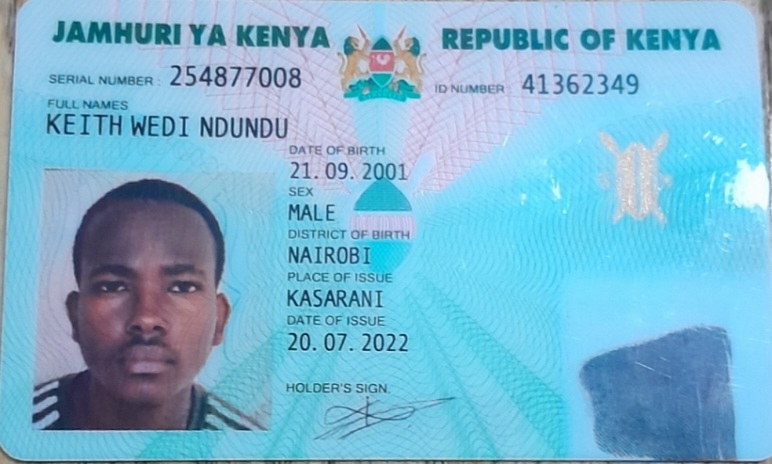 JAMHURI YA KENYA REPUBLIC OF KENYA
SERIAL NUMBER : 254877008 ID NUMBER : 41362349
FULL NAMES
KEITH WEDI NDUNDU
DATE OF BIRTH
21. 09. 2001
SEX
MALE
DISTRICT OF BIRTH
NAIROBI
PLACE OF ISSUE
KASARANI
DATE OF ISSUE
20. 07. 2022
HOLDER'S SIGN.